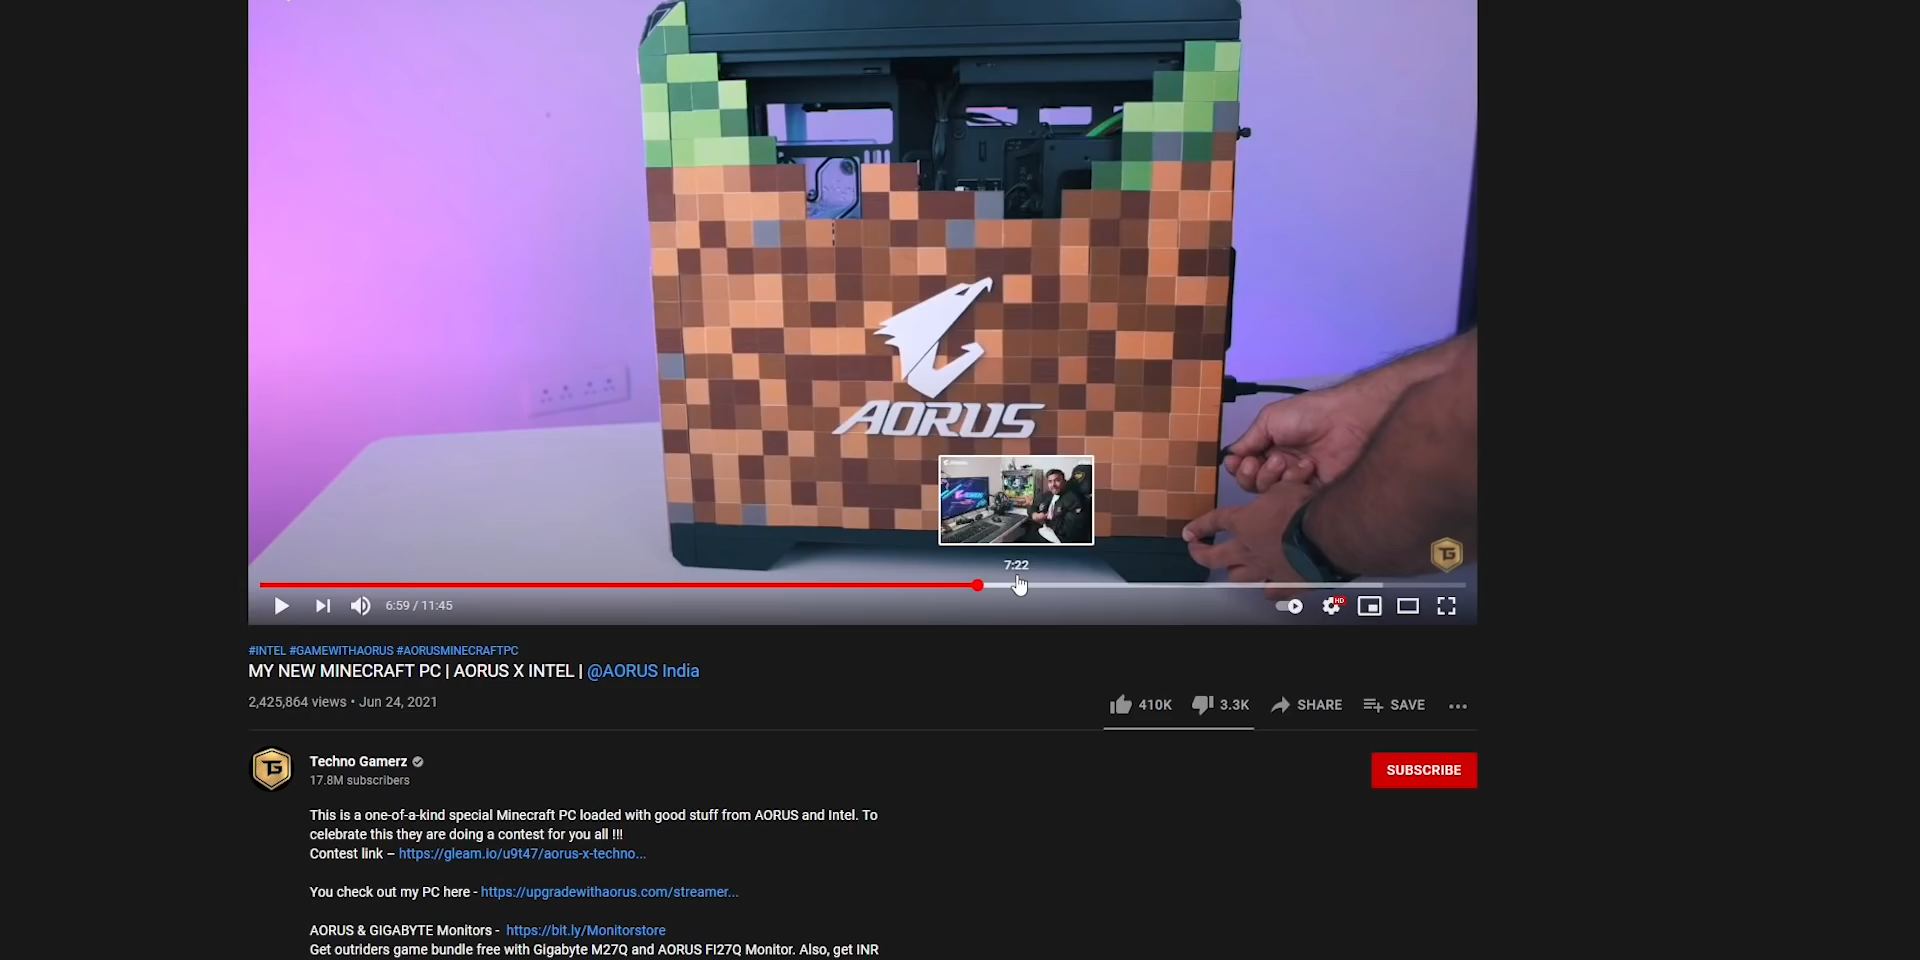 AORUS
7:22
TG
6:59 / 11:45
HD
#INTEL #GAMEWITHAORUS #AORUSMINECRAFTPC
MY NEW MINECRAFT PC | AORUS X INTEL | @AORUS India
2,425,864 views • Jun 24, 2021
410K 3.3K SHARE SAVE
TG
Techno Gamerz
17.8M subscribers
SUBSCRIBE
This is a one-of-a-kind special Minecraft PC loaded with good stuff from AORUS and Intel. To
celebrate this they are doing a contest for you all !!!
Contest link – https://gleam.io/u9t47/aorus-x-techno...
You check out my PC here - https://upgradewithaorus.com/streamer...
AORUS & GIGABYTE Monitors - https://bit.ly/Monitorstore
Get outriders game bundle free with Gigabyte M27Q and AORUS FI27Q Monitor. Also, get INR